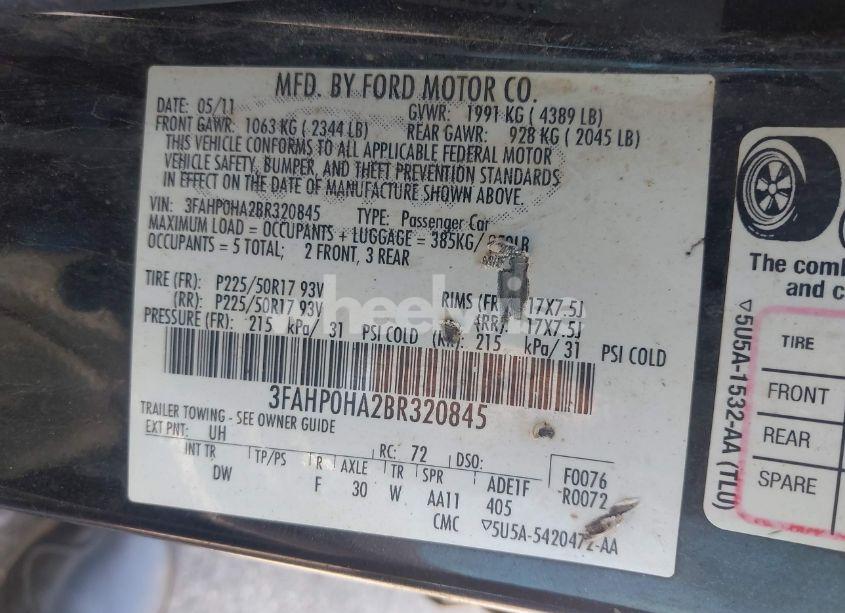 MFD. BY FORD MOTOR CO.
DATE: 05/11 GVWR: 1991 KG ( 4389 LB)
FRONT GAWR: 1063 KG ( 2344 LB) REAR GAWR: 928 KG ( 2045 LB)
THIS VEHICLE CONFORMS TO ALL APPLICABLE FEDERAL MOTOR
VEHICLE SAFETY, BUMPER, AND THEFT PREVENTION STANDARDS
IN EFFECT ON THE DATE OF MANUFACTURE SHOWN ABOVE.
VIN: 3FAHP0HA2BR320845 TYPE: Passenger Car
MAXIMUM LOAD = OCCUPANTS + LUGGAGE = 385KG/
OCCUPANTS = 5 TOTAL; 2 FRONT, 3 REAR
TIRE (FR): P225/50R17 93V RIMS (FR 17X7.5J
(RR): P225/50R17 93V (RR): 17X7.5J
PRESSURE (FR): 215 kPa/ 31 PSI COLD (RR): 215 kPa/ 31 PSI COLD
3FAHP0HA2BR320845
TRAILER TOWING - SEE OWNER GUIDE
EXT PNT: UH RC: 72 DSO:
INT TR TP/PS R AXLE TR SPR ADE1F F0076
DW F 30 W AA11 405 R0072
CMC ▽5U5A-5420472-AA
The comb
and c
TIRE
FRONT
REAR
SPARE
▽5U5A-1532-AA (TL0)